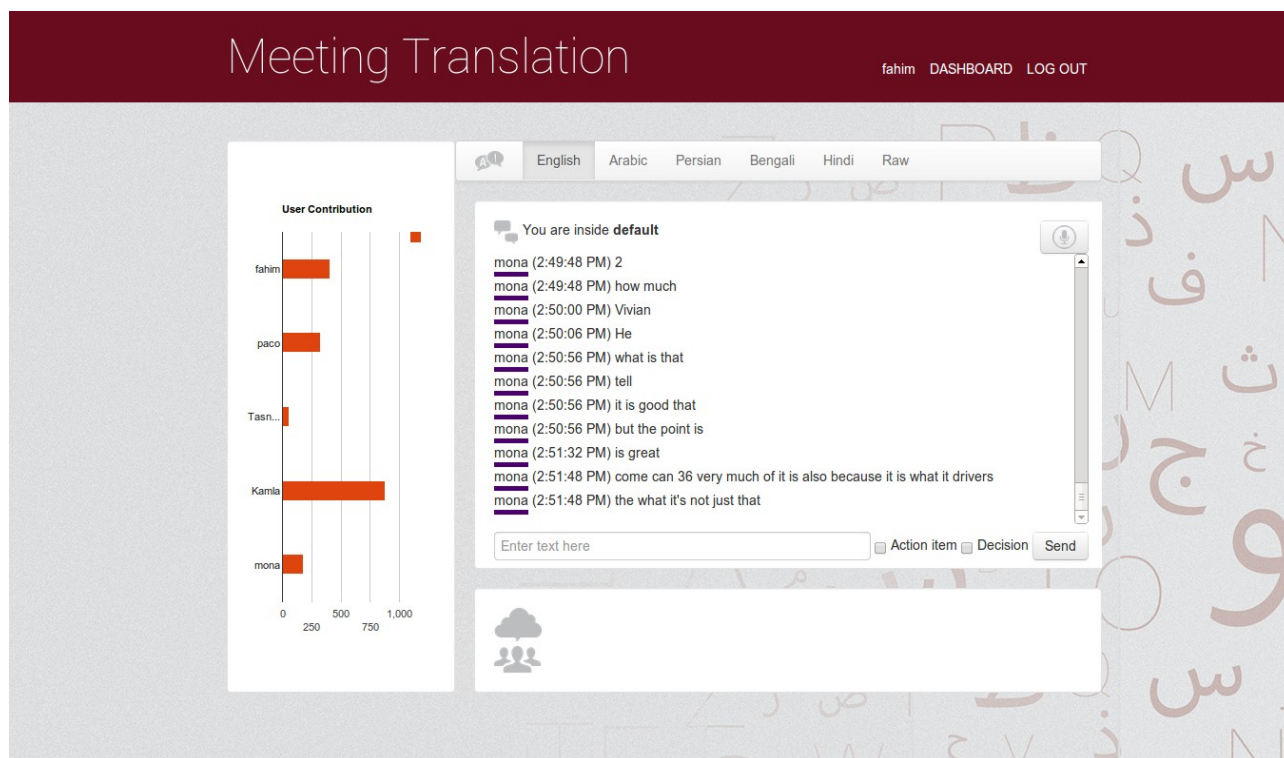 Meeting Translation
fahim DASHBOARD LOG OUT
English Arabic Persian Bengali Hindi Raw
User Contribution
fahim
paco
Tasn...
Kamla
mona
0 500 1,000
250 750
You are inside default
mona (2:49:48 PM) 2
mona (2:49:48 PM) how much
mona (2:50:00 PM) Vivian
mona (2:50:06 PM) He
mona (2:50:56 PM) what is that
mona (2:50:56 PM) tell
mona (2:50:56 PM) it is good that
mona (2:50:56 PM) but the point is
mona (2:51:32 PM) is great
mona (2:51:48 PM) come can 36 very much of it is also because it is what it drivers
mona (2:51:48 PM) the what it's not just that
Enter text here Action item Decision Send